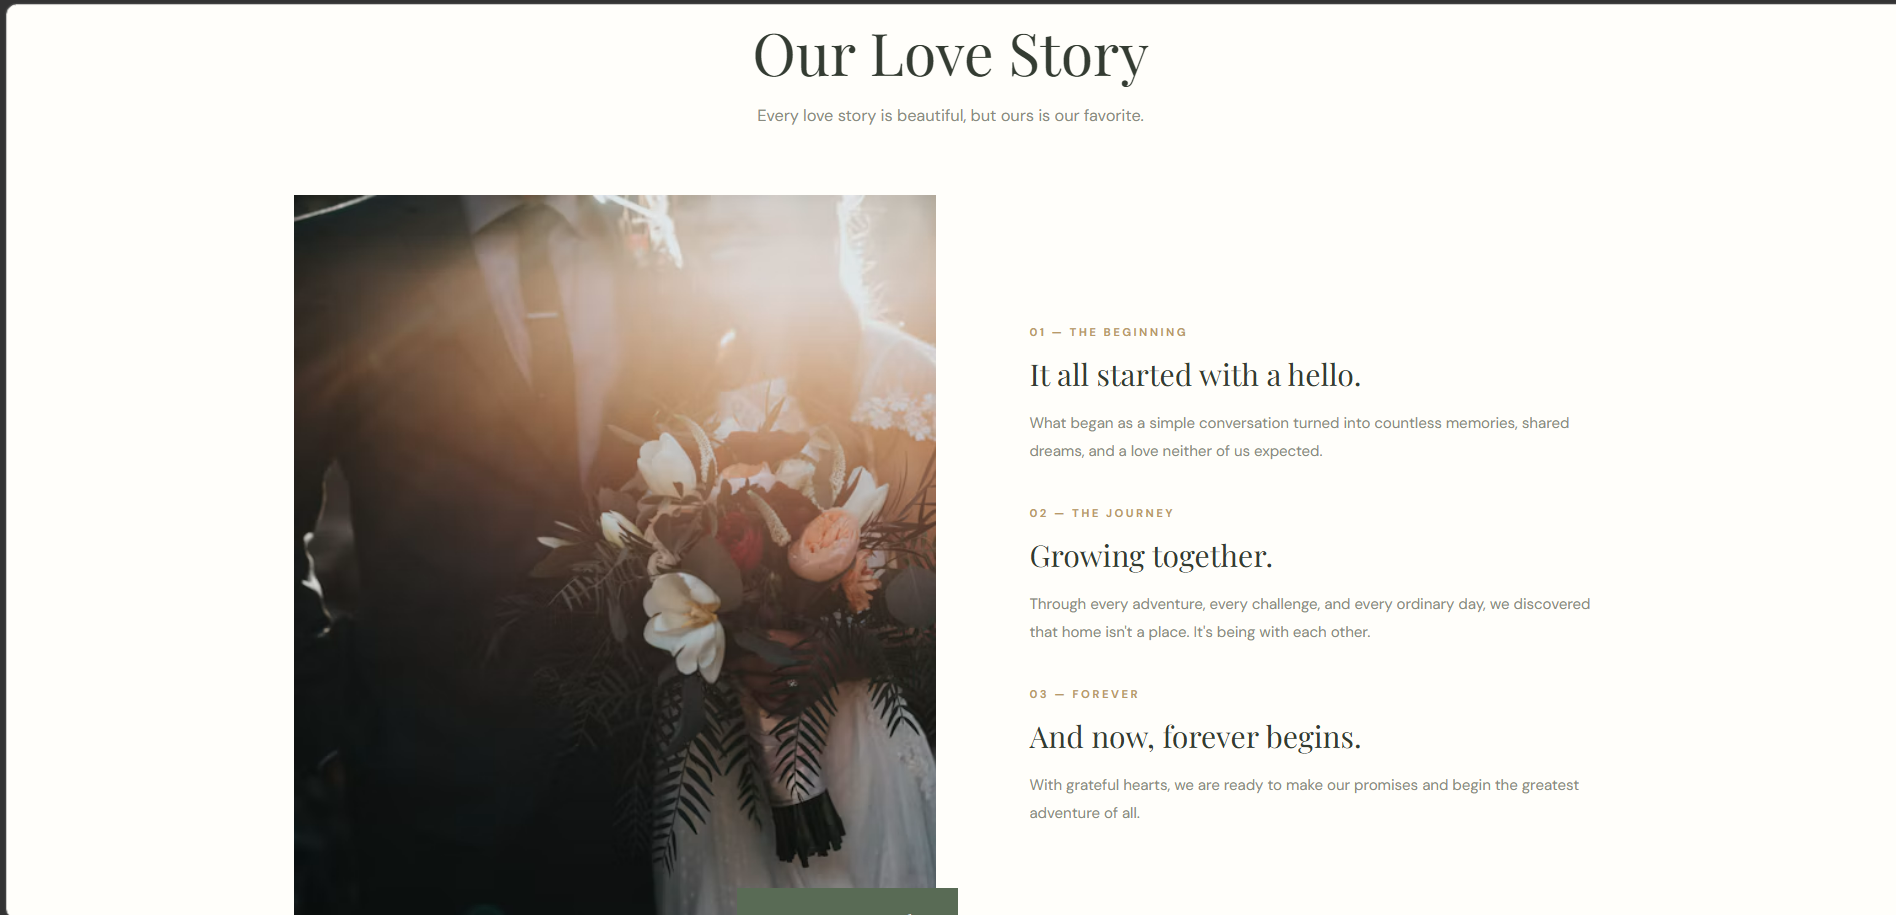 Our Love Story
Every love story is beautiful, but ours is our favorite.
01 — THE BEGINNING
It all started with a hello.
What began as a simple conversation turned into countless memories, shared
dreams, and a love neither of us expected.
02 — THE JOURNEY
Growing together.
Through every adventure, every challenge, and every ordinary day, we discovered
that home isn't a place. It's being with each other.
03 — FOREVER
And now, forever begins.
With grateful hearts, we are ready to make our promises and begin the greatest
adventure of all.